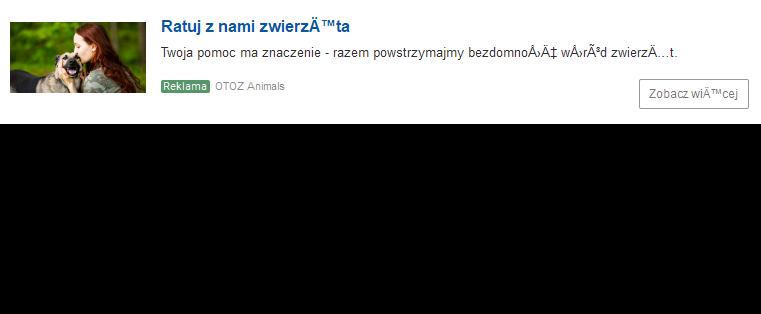 Ratuj z nami zwierzÄ™ta
Twoja pomoc ma znaczenie - razem powstrzymajmy bezdomnoÅ›Ä‡ wÅ›rÃ³d zwierzÄ…t.
Reklama OTOZ Animals
Zobacz wiÄ™cej